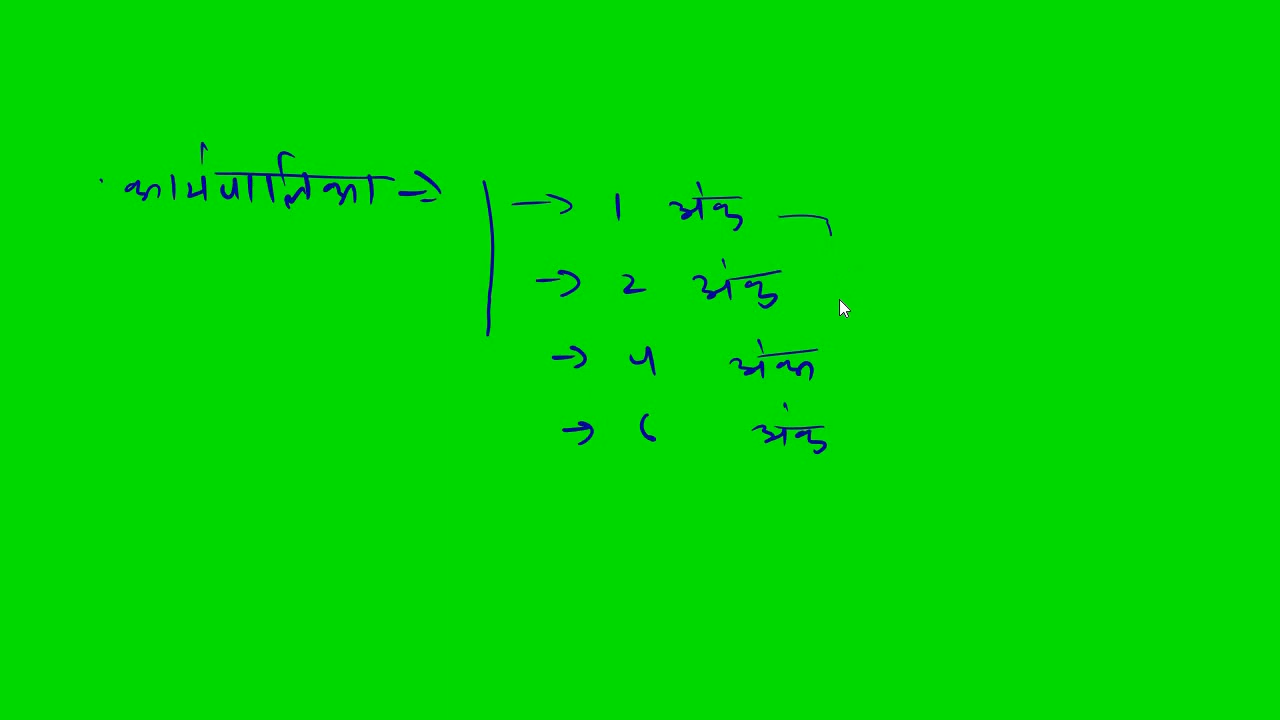 कार्यपालिका →
→ 1 अंक
→ 2 अंक
→ 4 अंक
→ 6 अंक